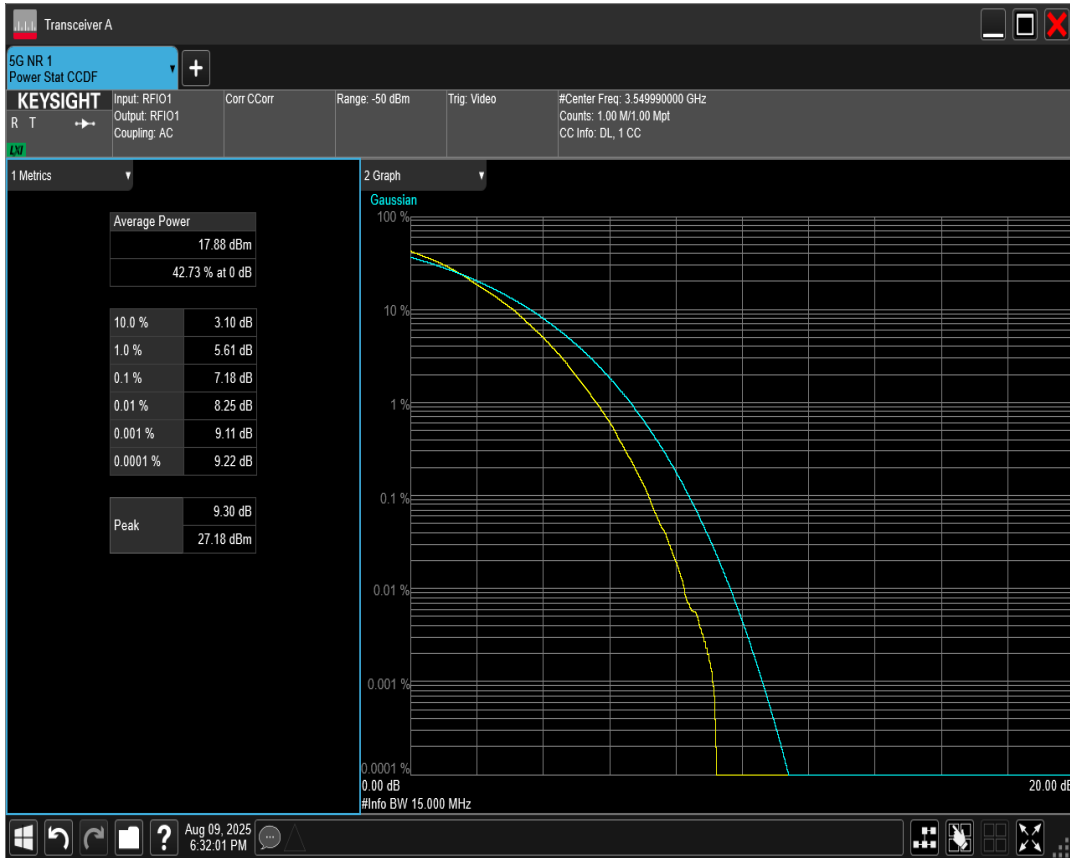 Transceiver A
5G NR 1
Power Stat CCDF
KEYSIGHT
R T
LXI
Input: RFIO1
Output: RFIO1
Coupling: AC
Corr CCorr
Range: -50 dBm
Trig: Video
#Center Freq: 3.549990000 GHz
Counts: 1.00 M/1.00 Mpt
CC Info: DL, 1 CC
1 Metrics
Average Power
17.88 dBm
42.73 % at 0 dB
10.0 % 3.10 dB
1.0 % 5.61 dB
0.1 % 7.18 dB
0.01 % 8.25 dB
0.001 % 9.11 dB
0.0001 % 9.22 dB
Peak 9.30 dB
27.18 dBm
2 Graph
Gaussian
100 %
10 %
1 %
0.1 %
0.01 %
0.001 %
0.0001 %
0.00 dB 20.00 dB
#Info BW 15.000 MHz
? Aug 09, 2025
6:32:01 PM